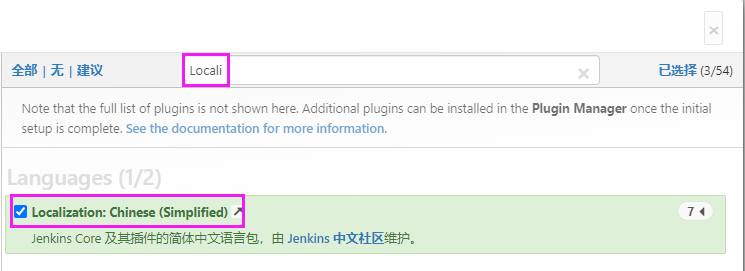 全部 | 无 | 建议 Locali 已选择 (3/54)
Note that the full list of plugins is not shown here. Additional plugins can be installed in the Plugin Manager once the initial
setup is complete. See the documentation for more information.
Languages (1/2)
Localization: Chinese (Simplified) 7
Jenkins Core 及其插件的简体中文语言包，由 Jenkins 中文社区维护。